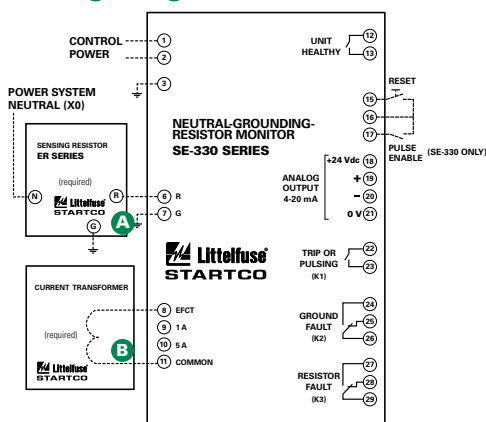 CONTROL
POWER
1
2
3
POWER SYSTEM
NEUTRAL (X0)
SENSING RESISTOR
ER SERIES
(required)
N
R
Littelfuse
STARTCO
G
A
6 R
7 G
CURRENT TRANSFORMER
(required)
B
Littelfuse
STARTCO
8 EFCT
9 1 A
10 5 A
11 COMMON
NEUTRAL-GROUNDING-
RESISTOR MONITOR
SE-330 SERIES
Littelfuse
STARTCO
UNIT
HEALTHY
12
13
RESET
15
16
17
PULSE
ENABLE
(SE-330 ONLY)
ANALOG
OUTPUT
4-20 mA
+24 Vdc 18
+ 19
– 20
0 V 21
TRIP OR
PULSING
(K1)
22
23
GROUND
FAULT
(K2)
24
25
26
RESISTOR
FAULT
(K3)
27
28
29